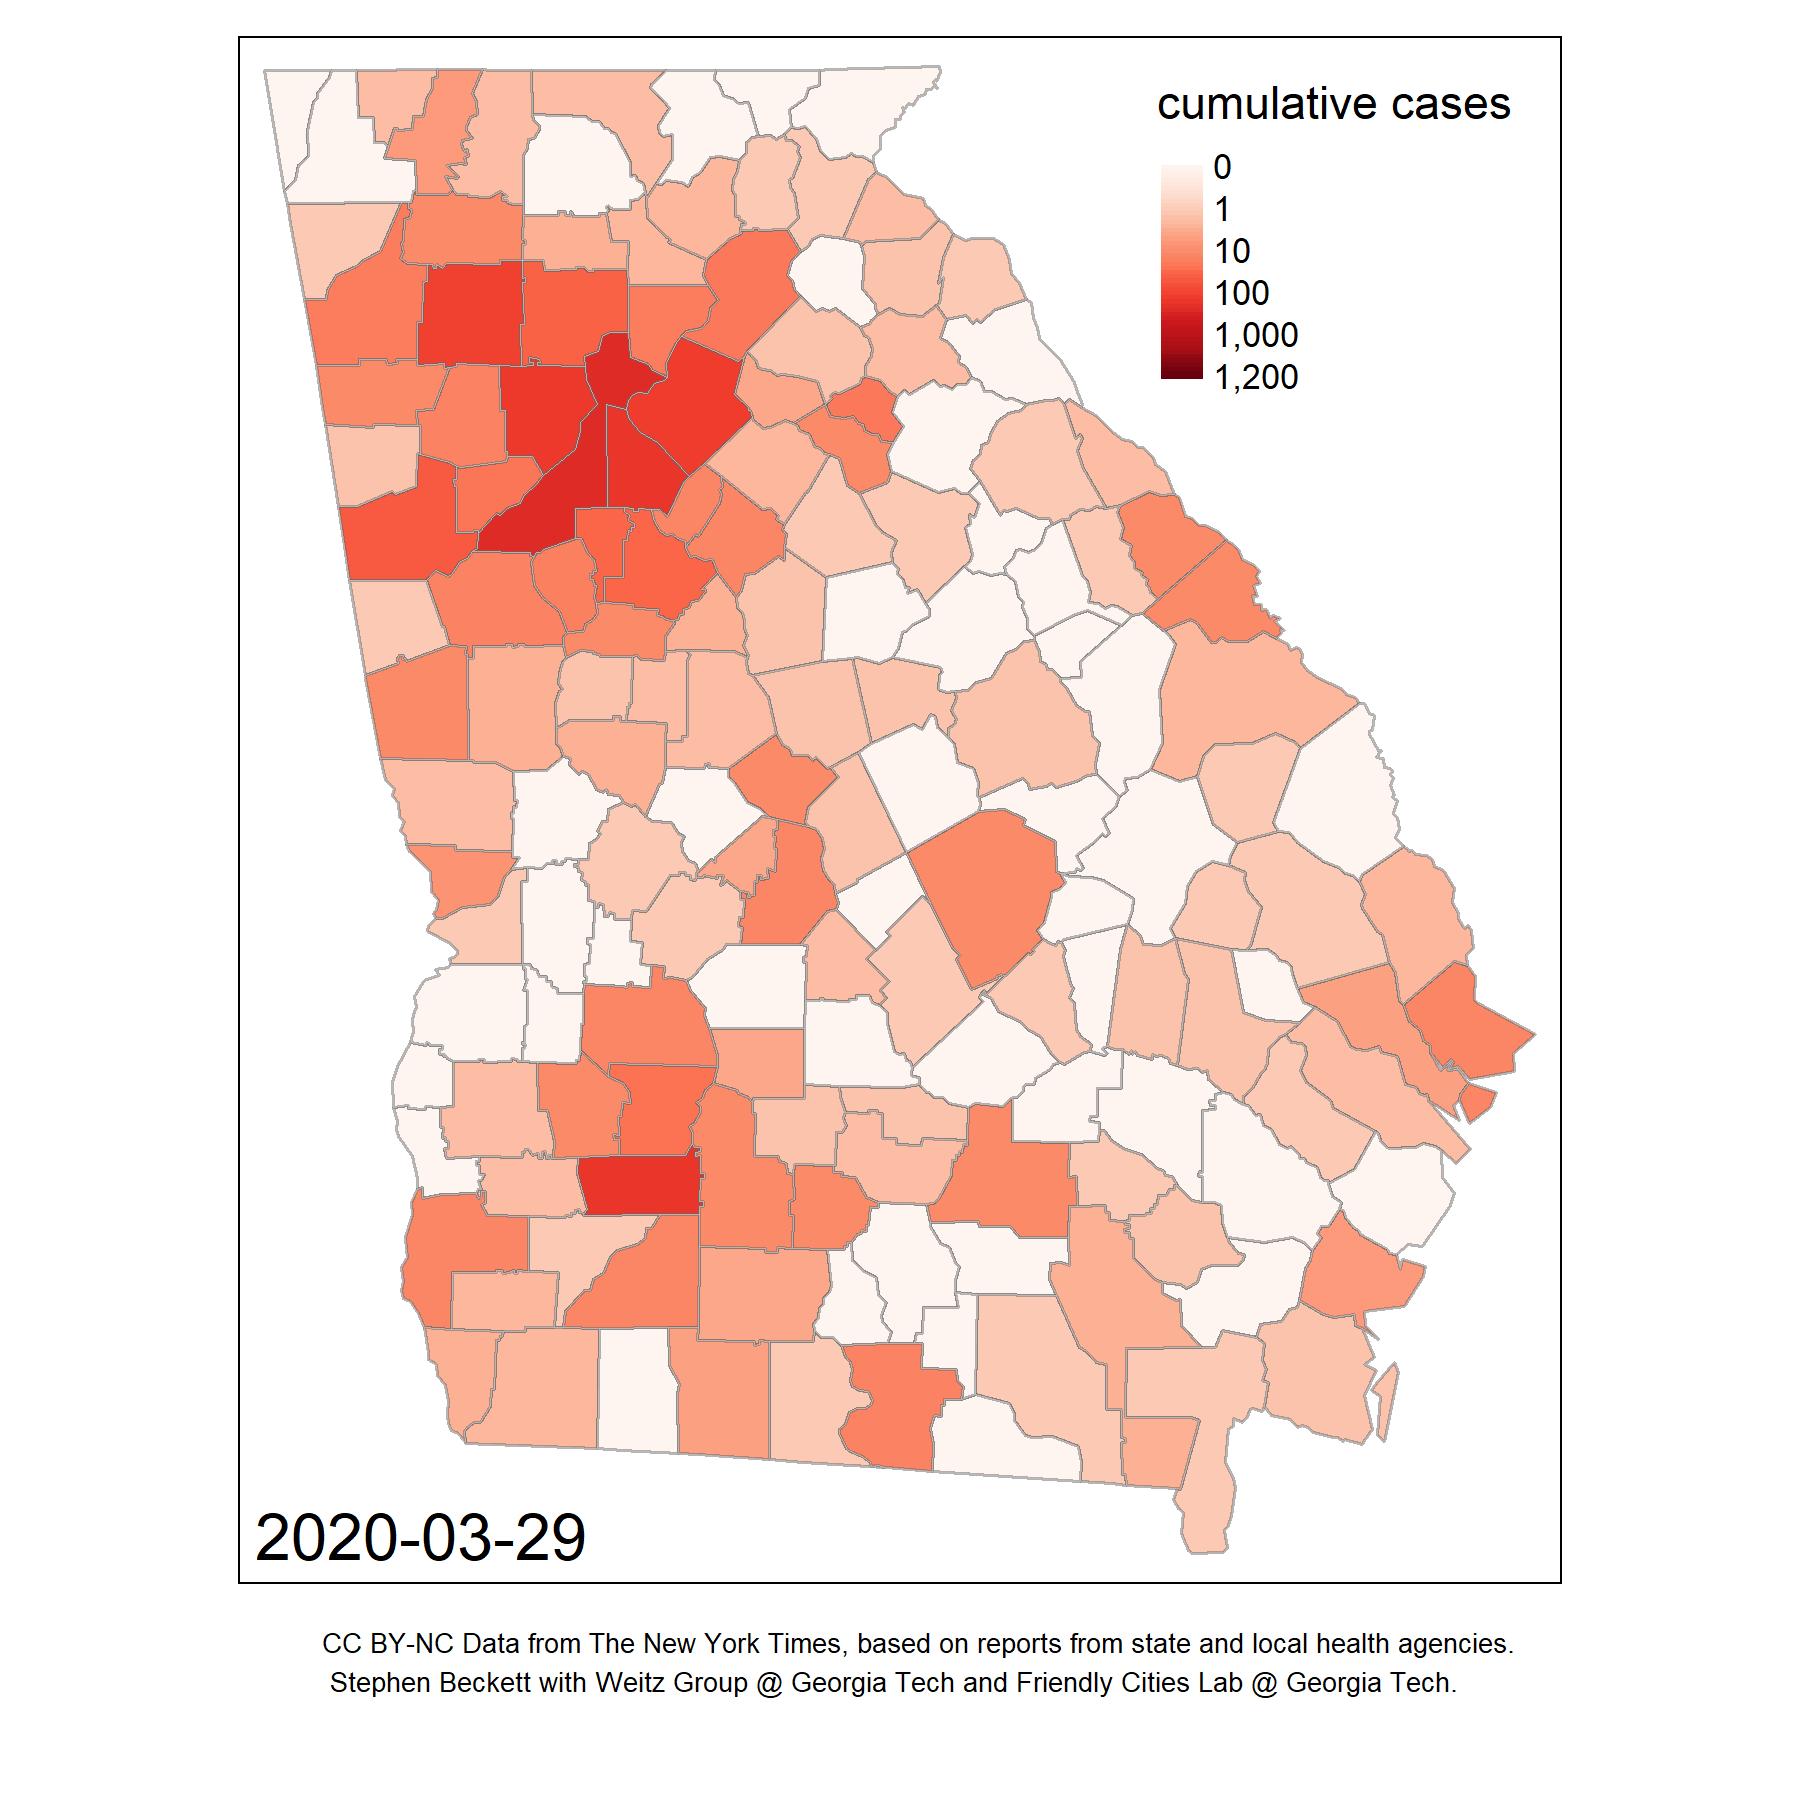 cumulative cases
0
1
10
100
1,000
1,200
2020-03-29
CC BY-NC Data from The New York Times, based on reports from state and local health agencies.
Stephen Beckett with Weitz Group @ Georgia Tech and Friendly Cities Lab @ Georgia Tech.